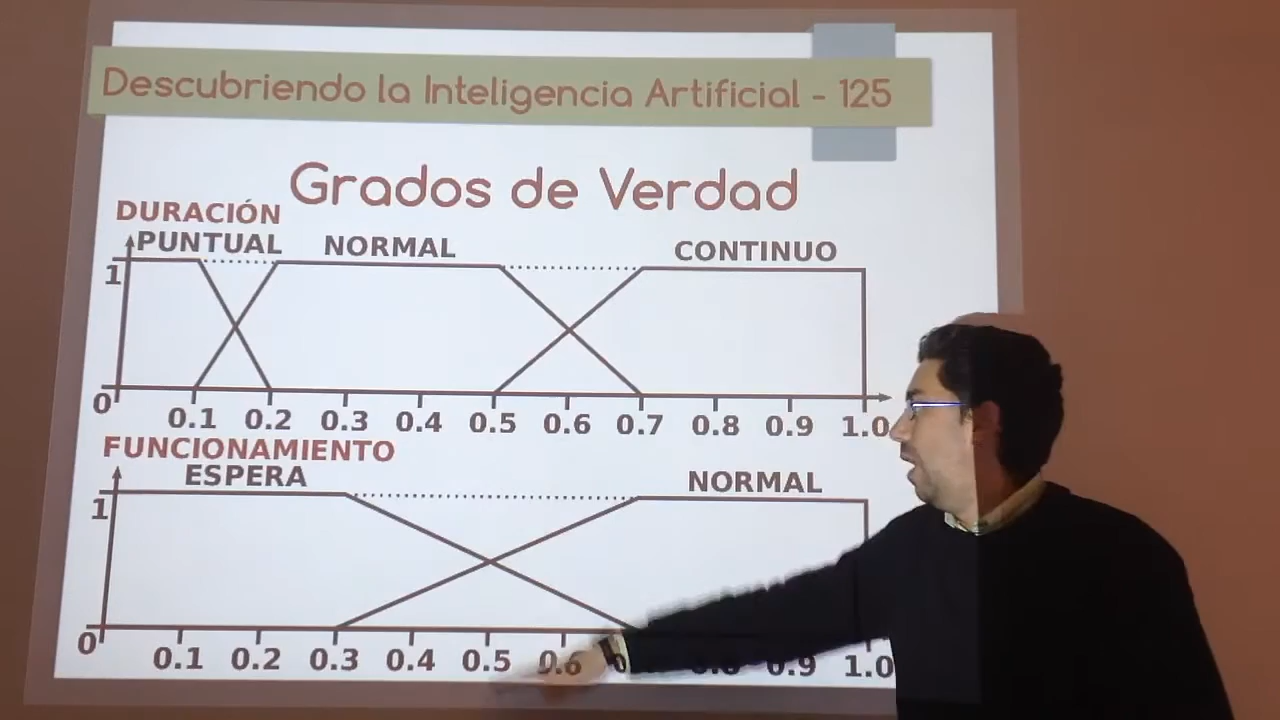 Descubriendo la Inteligencia Artificial - 125
Grados de Verdad
DURACIÓN
PUNTUAL NORMAL CONTINUO
1
0
0.1 0.2 0.3 0.4 0.5 0.6 0.7 0.8 0.9 1.0
FUNCIONAMIENTO
ESPERA NORMAL
1
0
0.1 0.2 0.3 0.4 0.5 0.6 0.9 1.0